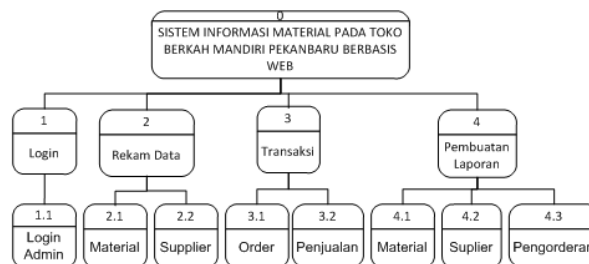 0
SISTEM INFORMASI MATERIAL PADA TOKO
BERKAH MANDIRI PEKANBARU BERBASIS
WEB
1
2
3
4
Login
Rekam Data
Transaksi
Pembuatan
Laporan
1.1
2.1
2.2
3.1
3.2
4.1
4.2
4.3
Login
Admin
Material
Supplier
Order
Penjualan
Material
Suplier
Pengorderan